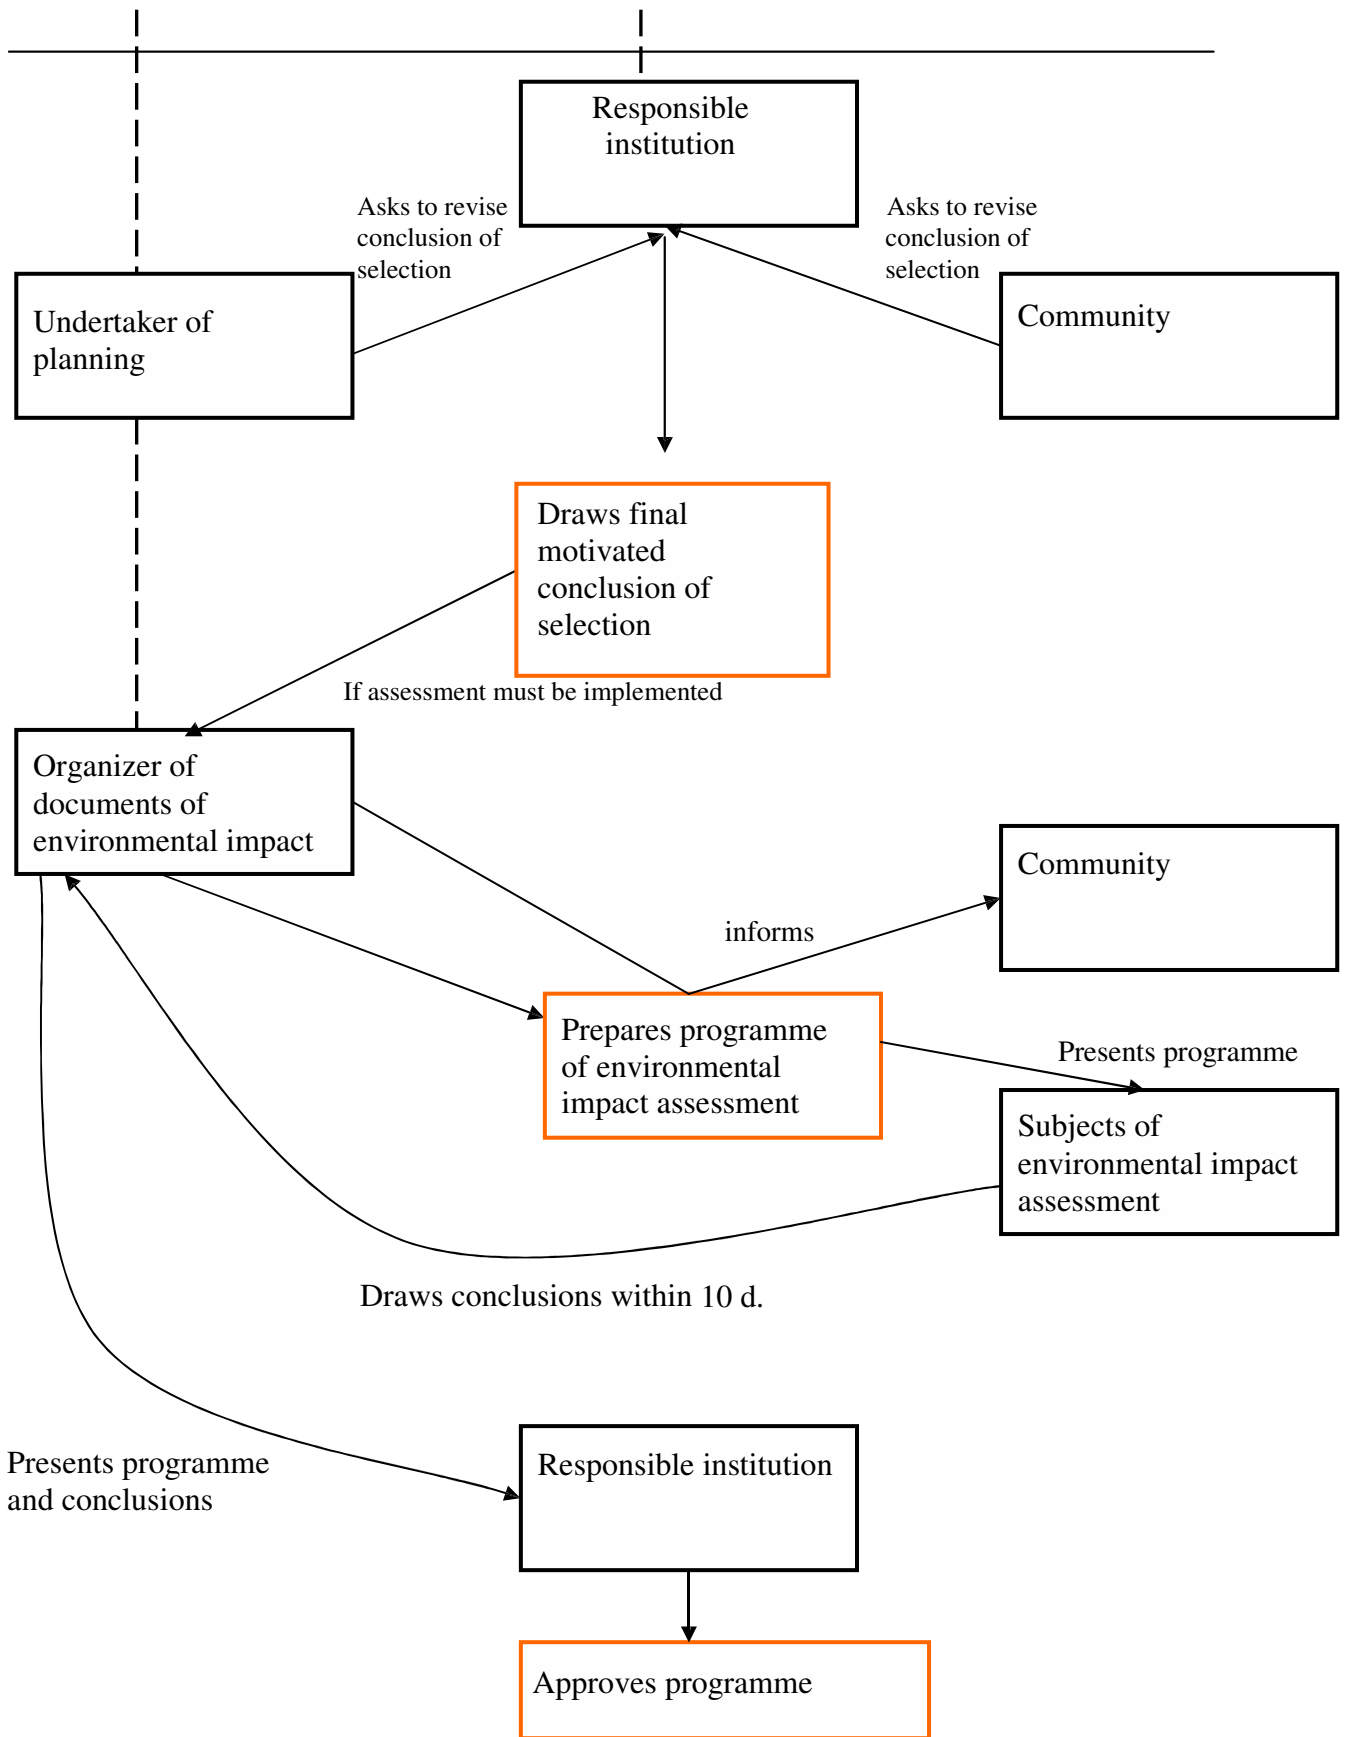 Responsible
institution
Asks to revise
conclusion of
selection
Asks to revise
conclusion of
selection
Undertaker of
planning
Community
Draws final
motivated
conclusion of
selection
If assessment must be implemented
Organizer of
documents of
environmental impact
Community
informs
Prepares programme
of environmental
impact assessment
Presents programme
Subjects of
environmental impact
assessment
Draws conclusions within 10 d.
Presents programme
and conclusions
Responsible institution
Approves programme